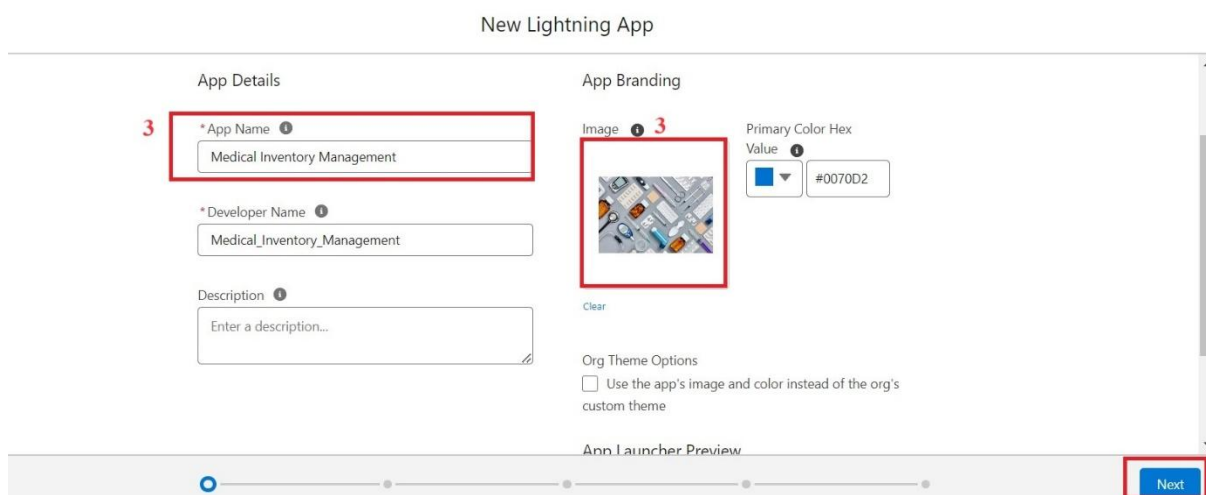 New Lightning App
App Details
3
*App Name
Medical Inventory Management
*Developer Name
Medical_Inventory_Management
Description
Enter a description...
App Branding
Image 3
Clear
Primary Color Hex
Value
#0070D2
Org Theme Options
Use the app's image and color instead of the org's
custom theme
App Launcher Preview
Next